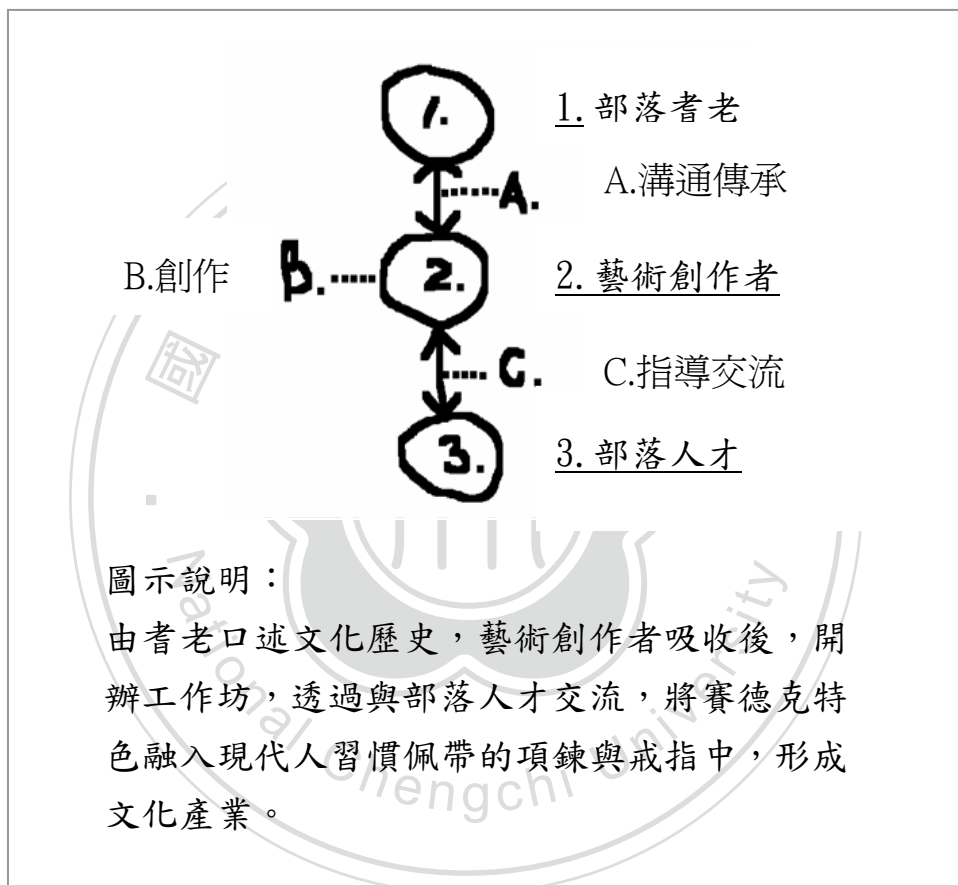 1.
1. 部落耆老
A.
A.溝通傳承
B.創作
B.
2.
2. 藝術創作者
C.
C.指導交流
3.
3. 部落人才
國
National Chengchi University
圖示說明：
由耆老口述文化歷史，藝術創作者吸收後，開
辦工作坊，透過與部落人才交流，將賽德克特
色融入現代人習慣佩帶的項鍊與戒指中，形成
文化產業。